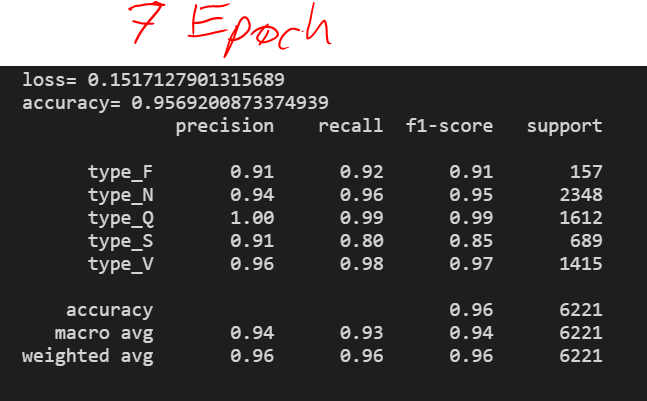 7 Epoch
loss= 0.1517127901315689
accuracy= 0.9569200873374939
precision recall f1-score support
type_F 0.91 0.92 0.91 157
type_N 0.94 0.96 0.95 2348
type_Q 1.00 0.99 0.99 1612
type_S 0.91 0.80 0.85 689
type_V 0.96 0.98 0.97 1415
accuracy 0.96 6221
macro avg 0.94 0.93 0.94 6221
weighted avg 0.96 0.96 0.96 6221